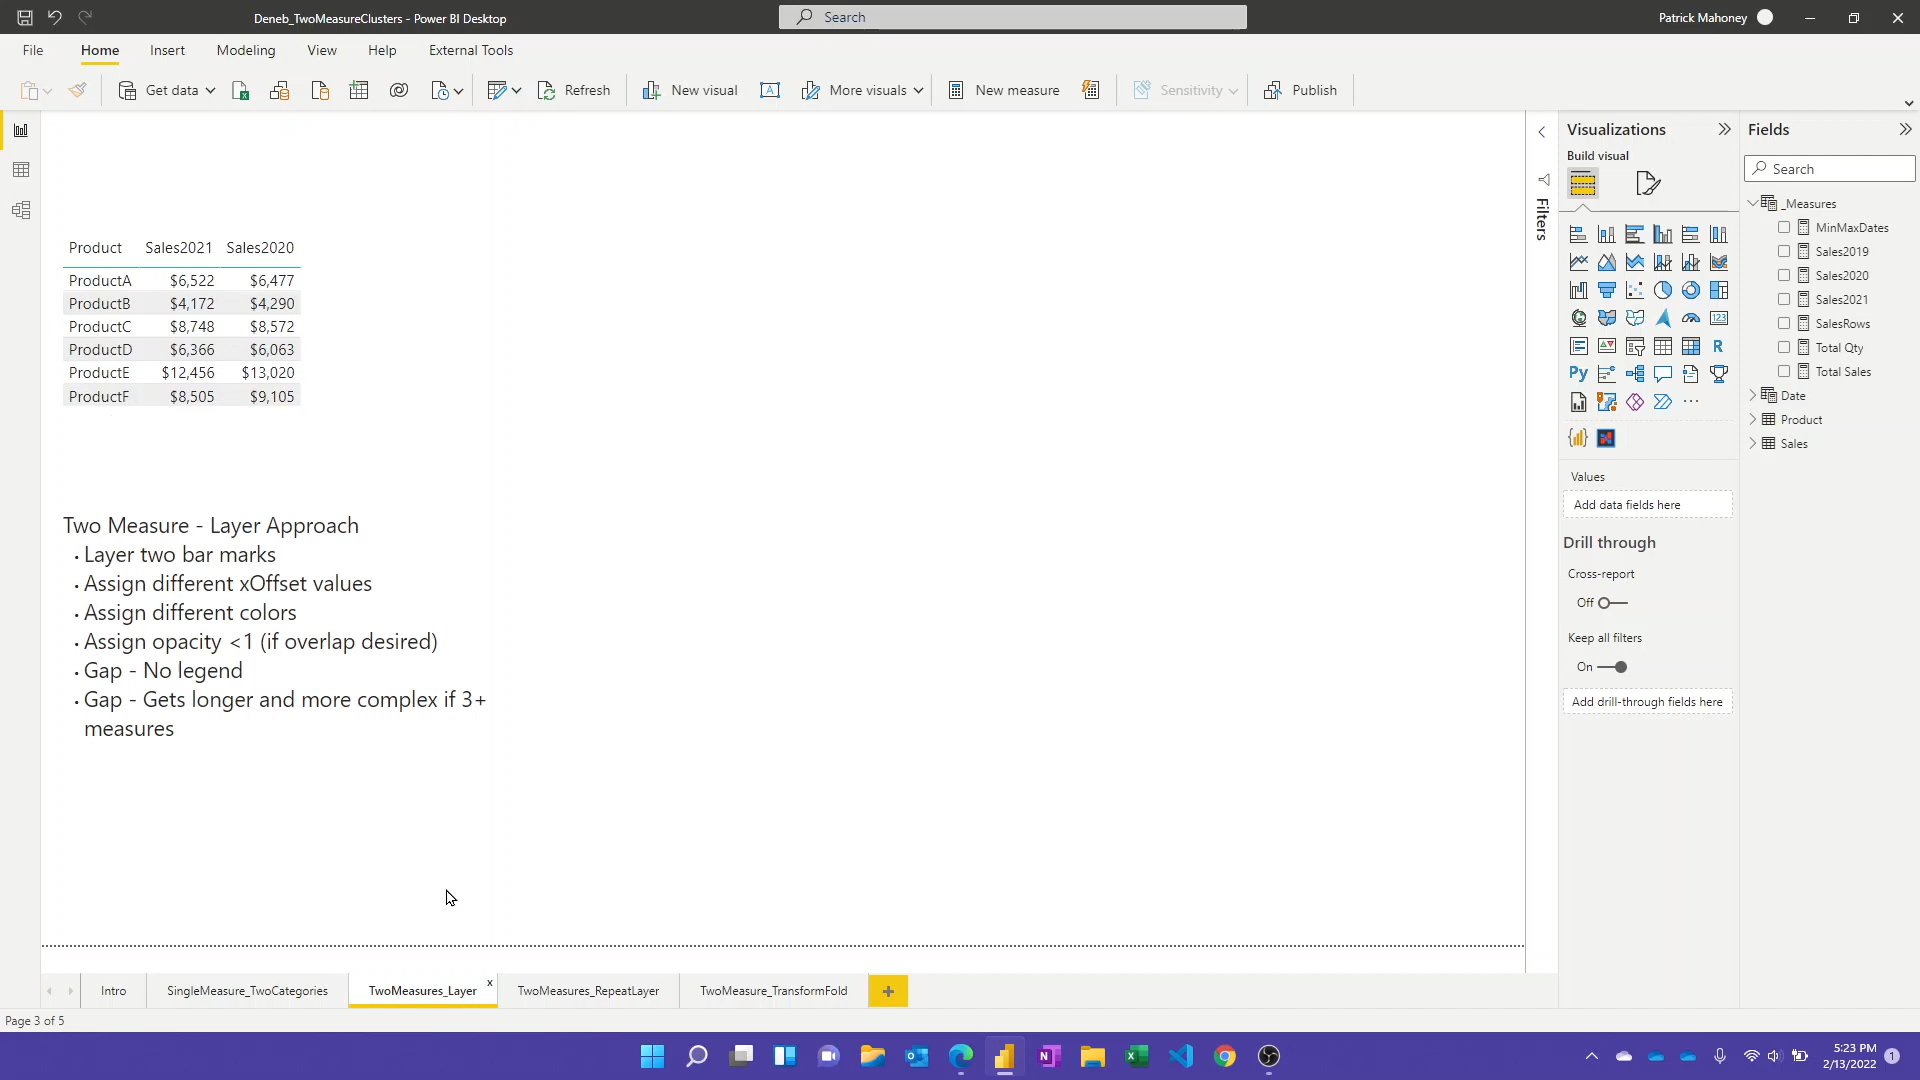 Deneb_TwoMeasureClusters - Power BI Desktop
Search
Patrick Mahoney
File Home Insert Modeling View Help External Tools
Get data
Refresh
New visual
More visuals
New measure
Sensitivity
Publish
Product Sales2021 Sales2020
ProductA $6,522 $6,477
ProductB $4,172 $4,290
ProductC $8,748 $8,572
ProductD $6,366 $6,063
ProductE $12,456 $13,020
ProductF $8,505 $9,105
Two Measure - Layer Approach
• Layer two bar marks
• Assign different xOffset values
• Assign different colors
• Assign opacity <1 (if overlap desired)
• Gap - No legend
• Gap - Gets longer and more complex if 3+
measures
Filters
Visualizations
Build visual
123
R
Py
...
Values
Add data fields here
Drill through
Cross-report
Off
Keep all filters
On
Add drill-through fields here
Fields
Search
_Measures
MinMaxDates
Sales2019
Sales2020
Sales2021
SalesRows
Total Qty
Total Sales
Date
Product
Sales
Intro SingleMeasure_TwoCategories TwoMeasures_Layer x TwoMeasures_RepeatLayer TwoMeasure_TransformFold +
Page 3 of 5
5:23 PM
2/13/2022
1